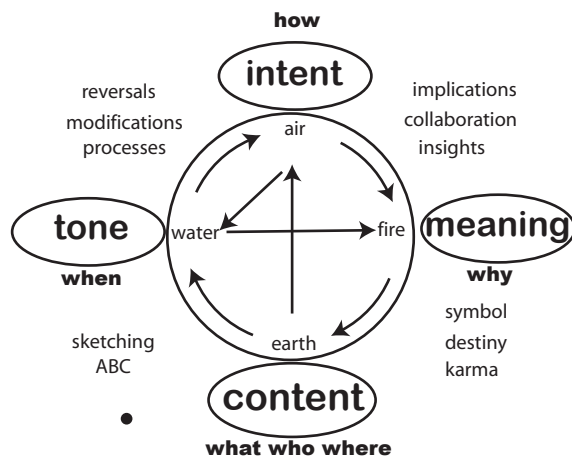 how
intent
reversals
modifications
processes
implications
collaboration
insights
air
tone
water
fire
meaning
when
why
sketching
ABC
symbol
destiny
karma
earth
content
what who where